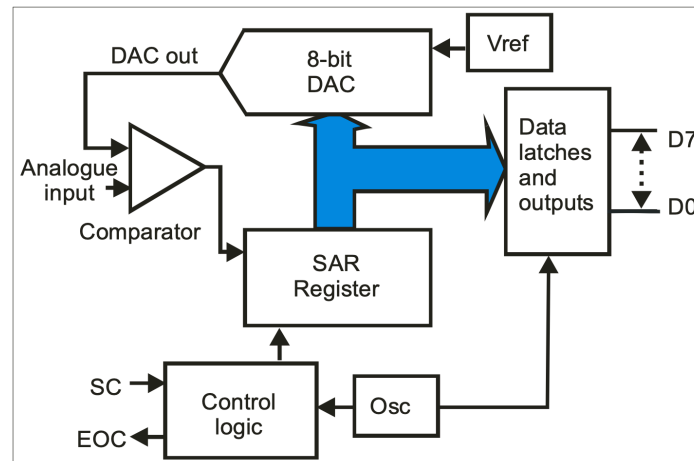 DAC out
8-bit
DAC
Vref
Analogue
input
Comparator
Data
latches
and
outputs
D7
D0
SAR
Register
SC
EOC
Control
logic
Osc